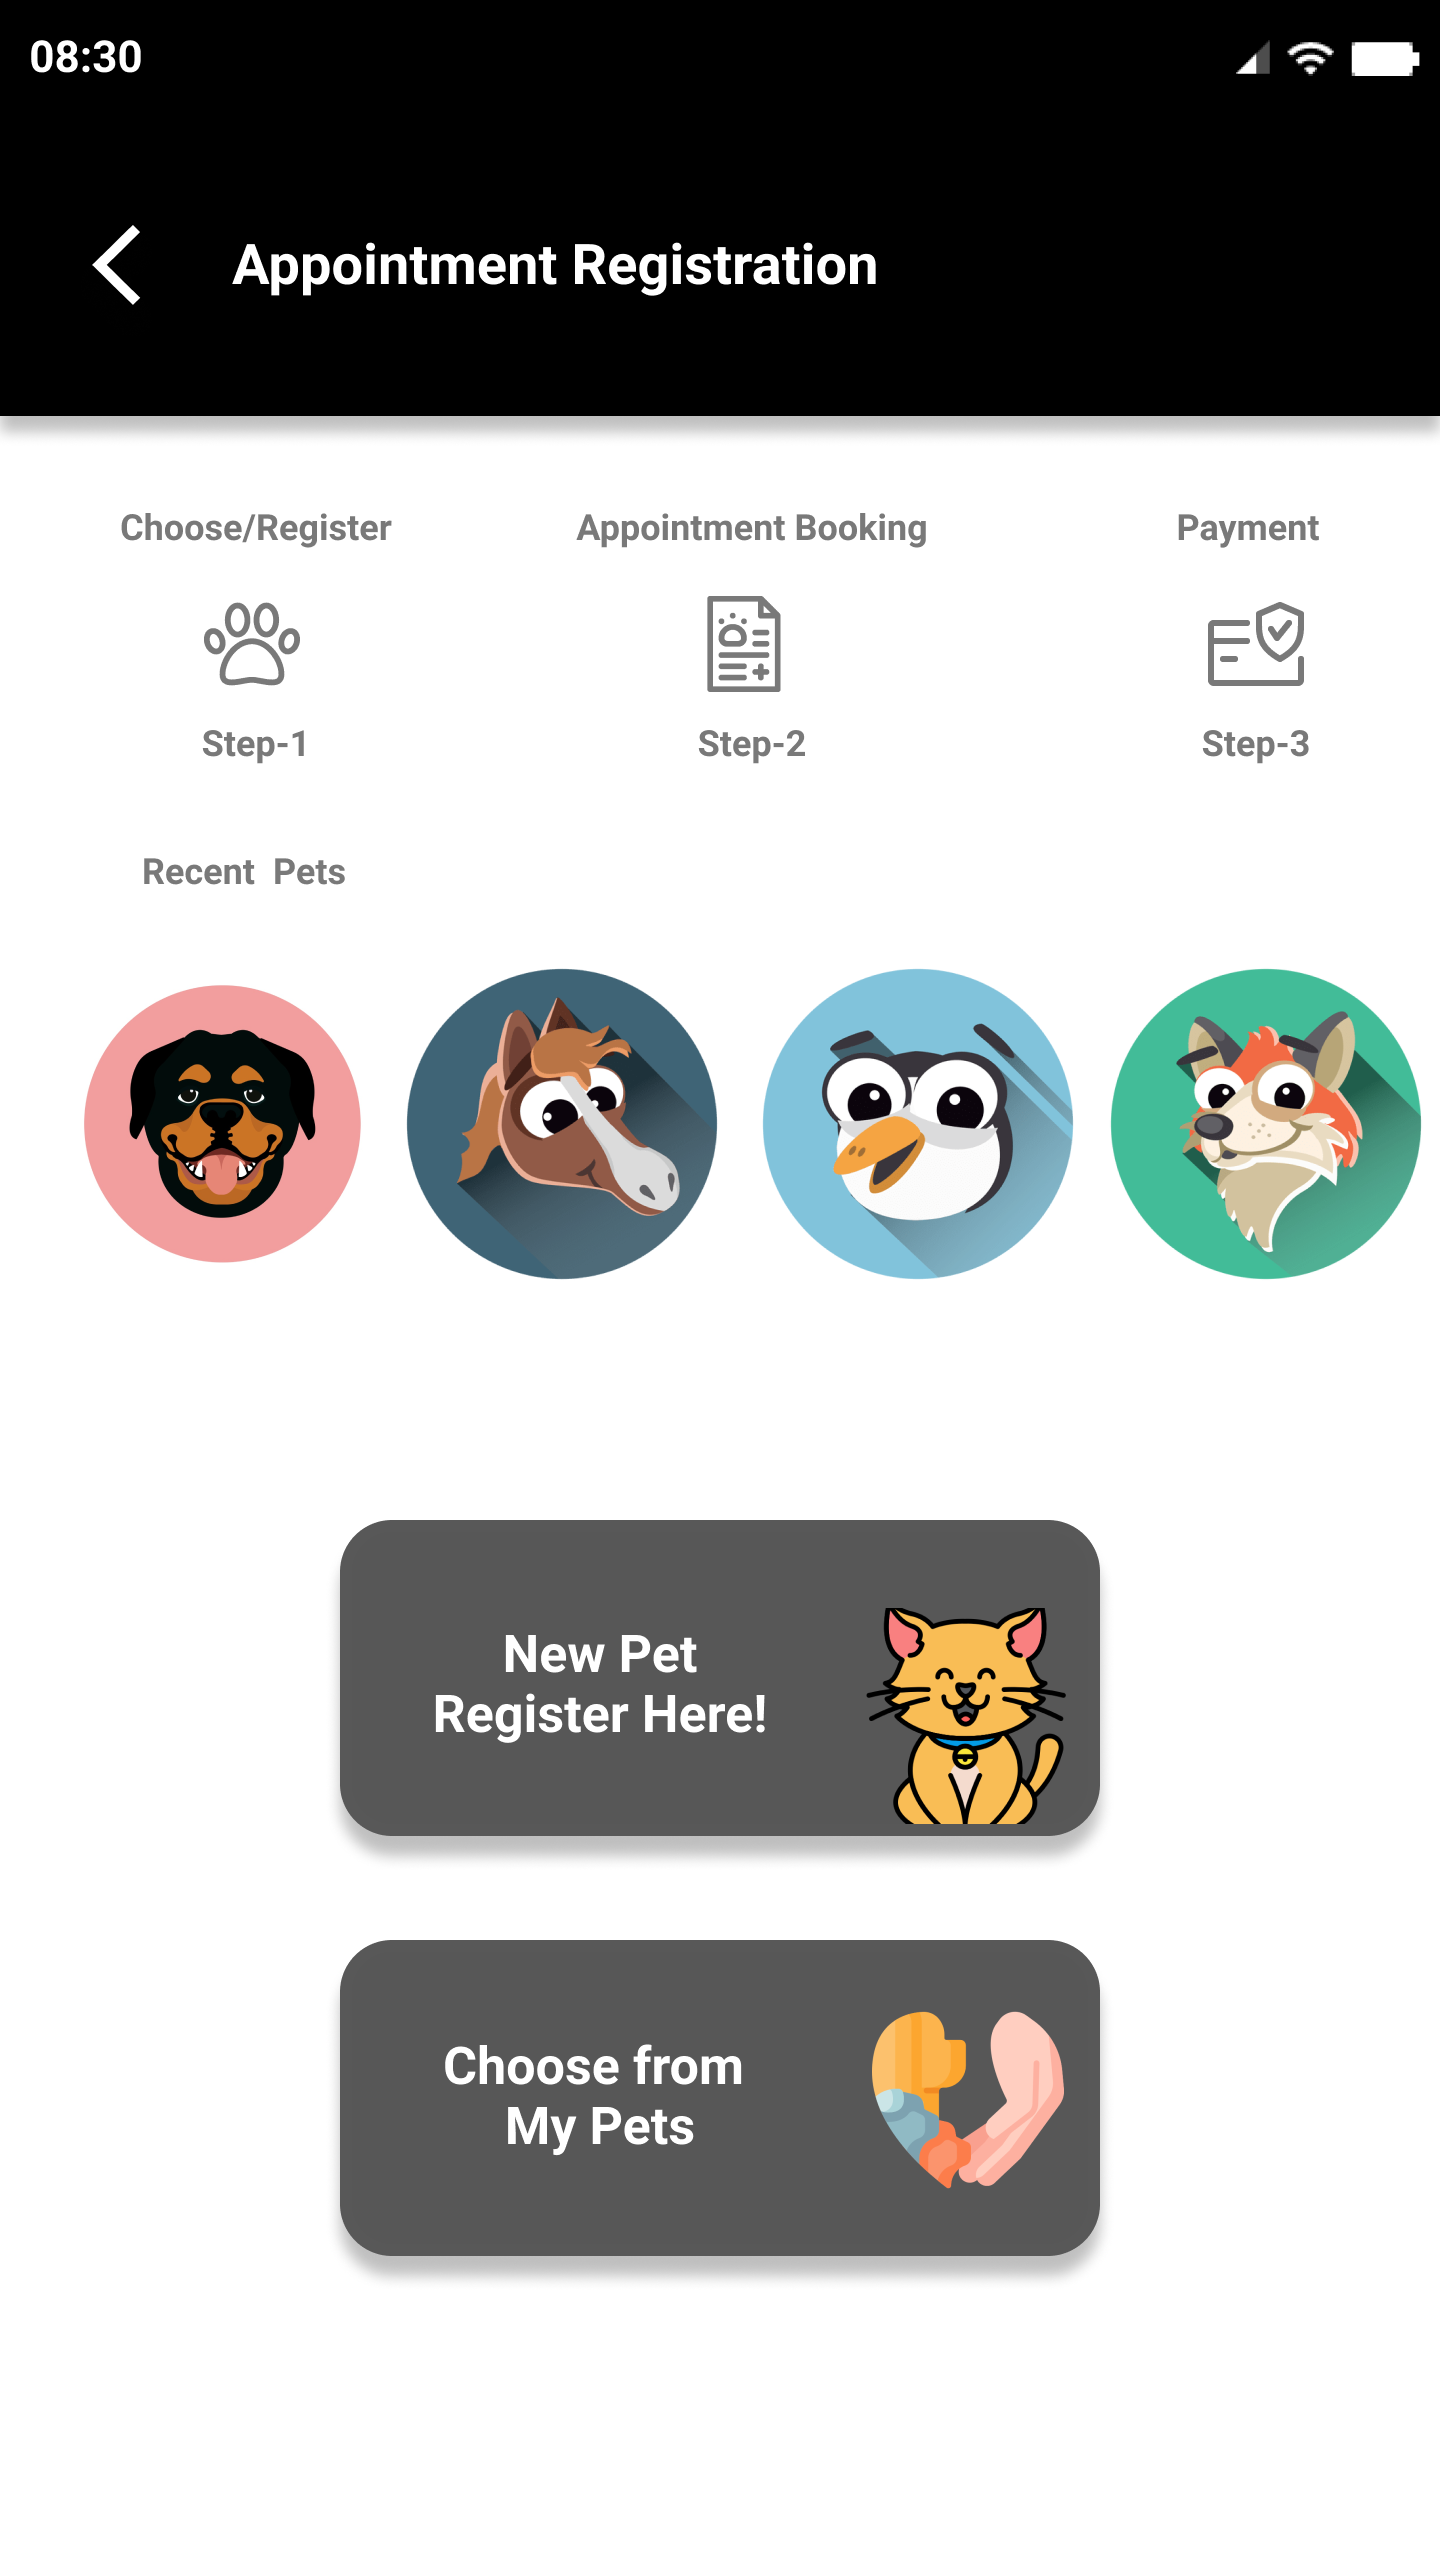 08:30
Appointment Registration
Choose/Register
Appointment Booking
Payment
Step-1
Step-2
Step-3
Recent  Pets
New Pet
Register Here!
Choose from
My Pets